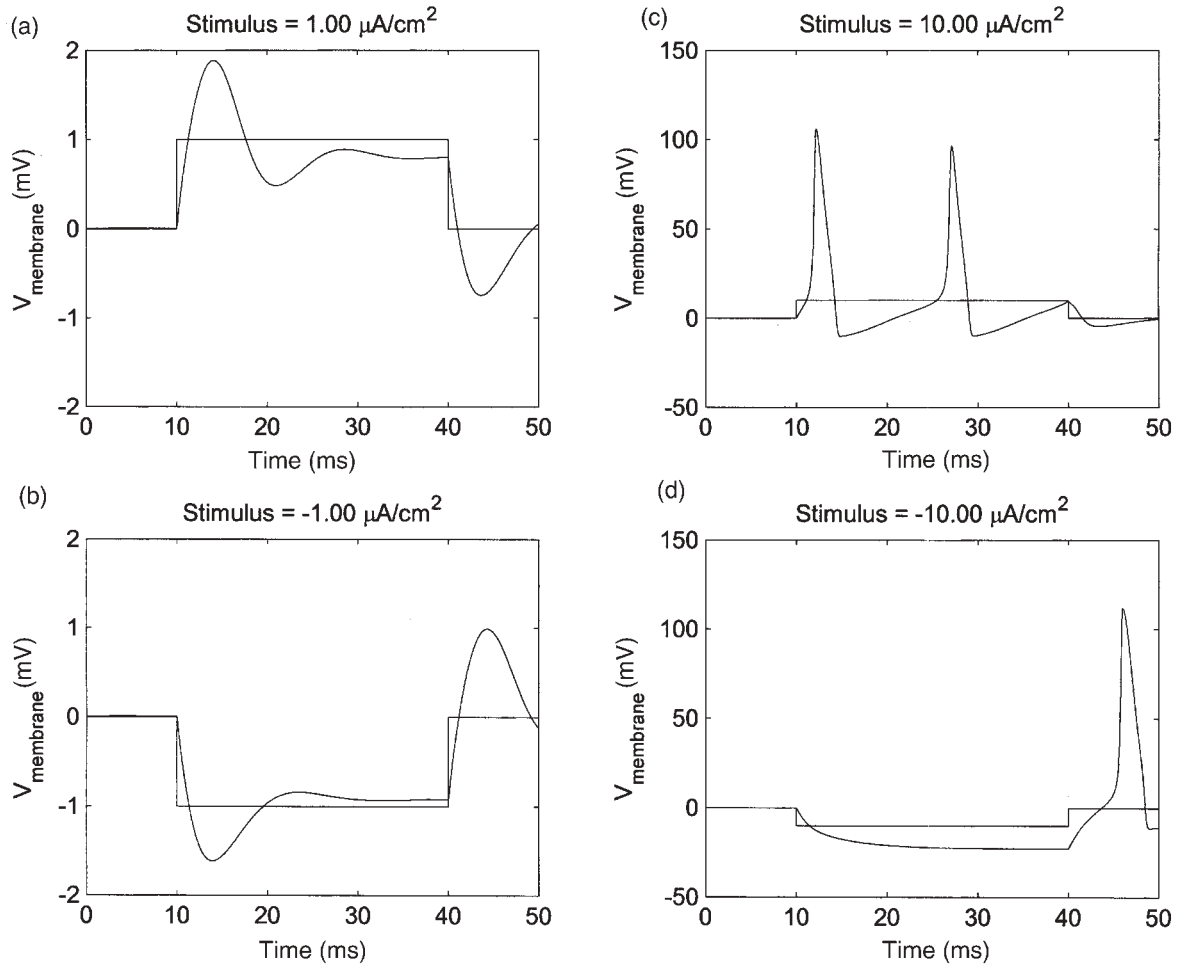 (a)
Stimulus = 1.00 μA/cm²
2
1
0
-1
-2
V_membrane (mV)
0 10 20 30 40 50
Time (ms)
(b)
Stimulus = -1.00 μA/cm²
2
1
0
-1
-2
V_membrane (mV)
0 10 20 30 40 50
Time (ms)
(c)
Stimulus = 10.00 μA/cm²
150
100
50
0
-50
V_membrane (mV)
0 10 20 30 40 50
Time (ms)
(d)
Stimulus = -10.00 μA/cm²
150
100
50
0
-50
V_membrane (mV)
0 10 20 30 40 50
Time (ms)